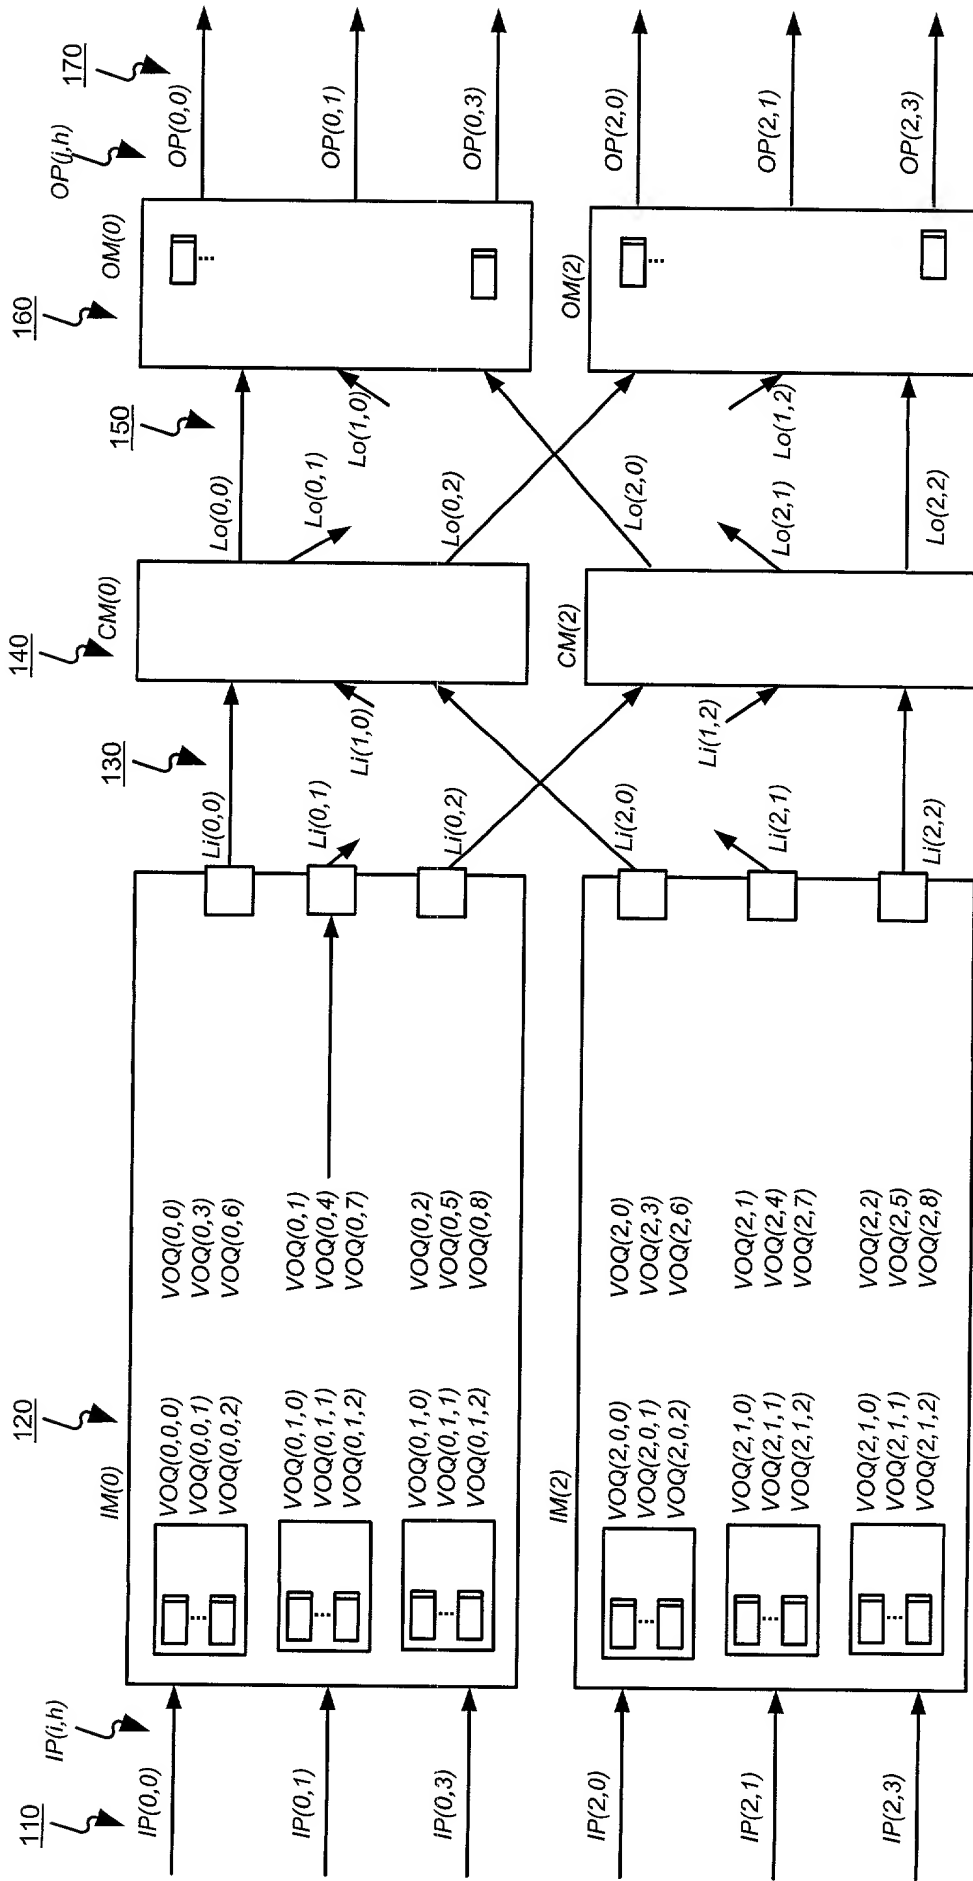 110
IP(i,h)
IP(0,0)
IP(0,1)
IP(0,3)
IP(2,0)
IP(2,1)
IP(2,3)
120
IM(0)
VOQ(0,0,0)
VOQ(0,0,1)
VOQ(0,0,2)
VOQ(0,1,0)
VOQ(0,1,1)
VOQ(0,1,2)
VOQ(0,1,0)
VOQ(0,1,1)
VOQ(0,1,2)
VOQ(0,0)
VOQ(0,3)
VOQ(0,6)
VOQ(0,1)
VOQ(0,4)
VOQ(0,7)
VOQ(0,2)
VOQ(0,5)
VOQ(0,8)
IM(2)
VOQ(2,0,0)
VOQ(2,0,1)
VOQ(2,0,2)
VOQ(2,1,0)
VOQ(2,1,1)
VOQ(2,1,2)
VOQ(2,1,0)
VOQ(2,1,1)
VOQ(2,1,2)
VOQ(2,0)
VOQ(2,3)
VOQ(2,6)
VOQ(2,1)
VOQ(2,4)
VOQ(2,7)
VOQ(2,2)
VOQ(2,5)
VOQ(2,8)
130
Li(0,0)
Li(0,1)
Li(1,0)
Li(0,2)
Li(2,0)
Li(1,2)
Li(2,1)
Li(2,2)
140
CM(0)
CM(2)
150
Lo(0,0)
Lo(0,1)
Lo(1,0)
Lo(0,2)
Lo(2,0)
Lo(1,2)
Lo(2,1)
Lo(2,2)
160
OM(0)
OM(2)
170
OP(j,h)
OP(0,0)
OP(0,1)
OP(0,3)
OP(2,0)
OP(2,1)
OP(2,3)